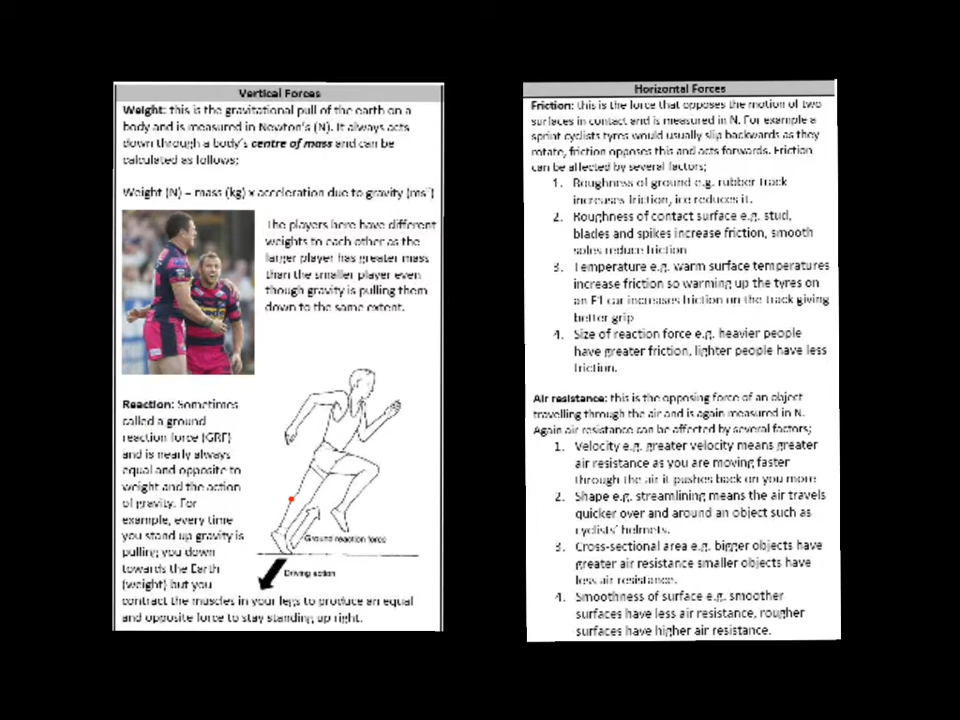 Vertical Forces
Weight: this is the gravitational pull of the earth on a
body and is measured in Newton's (N). It always acts
down through a body's centre of mass and can be
calculated as follows;
Weight (N) = mass (kg) x acceleration due to gravity (ms²)
The players here have different
weights to each other as the
larger player has greater mass
than the smaller player even
though gravity is pulling them
down to the same extent.
Reaction: Sometimes
called a ground
reaction force (GRF)
and is nearly always
equal and opposite to
weight and the action
of gravity. For
example, every time
you stand up gravity is
pulling you down
towards the Earth
(weight) but you
contract the muscles in your legs to produce an equal
and opposite force to stay standing up right.
Ground reaction force
Driving action
Horizontal Forces
Friction: this is the force that opposes the motion of two
surfaces in contact and is measured in N. For example a
sprint cyclists tyres would usually slip backwards as they
rotate, friction opposes this and acts forwards. Friction
can be affected by several factors;
1. Roughness of ground e.g. rubber track
increases friction, ice reduces it.
2. Roughness of contact surface e.g. stud,
blades and spikes increase friction, smooth
soles reduce friction
3. Temperature e.g. warm surface temperatures
increase friction so warming up the tyres on
an F1 car increases friction on the track giving
better grip
4. Size of reaction force e.g. heavier people
have greater friction, lighter people have less
friction.
Air resistance: this is the opposing force of an object
travelling through the air and is again measured in N.
Again air resistance can be affected by several factors;
1. Velocity e.g. greater velocity means greater
air resistance as you are moving faster
through the air it pushes back on you more
2. Shape e.g. streamlining means the air travels
quicker over and around an object such as
cyclists' helmets.
3. Cross-sectional area e.g. bigger objects have
greater air resistance smaller objects have
less air resistance.
4. Smoothness of surface e.g. smoother
surfaces have less air resistance, rougher
surfaces have higher air resistance.